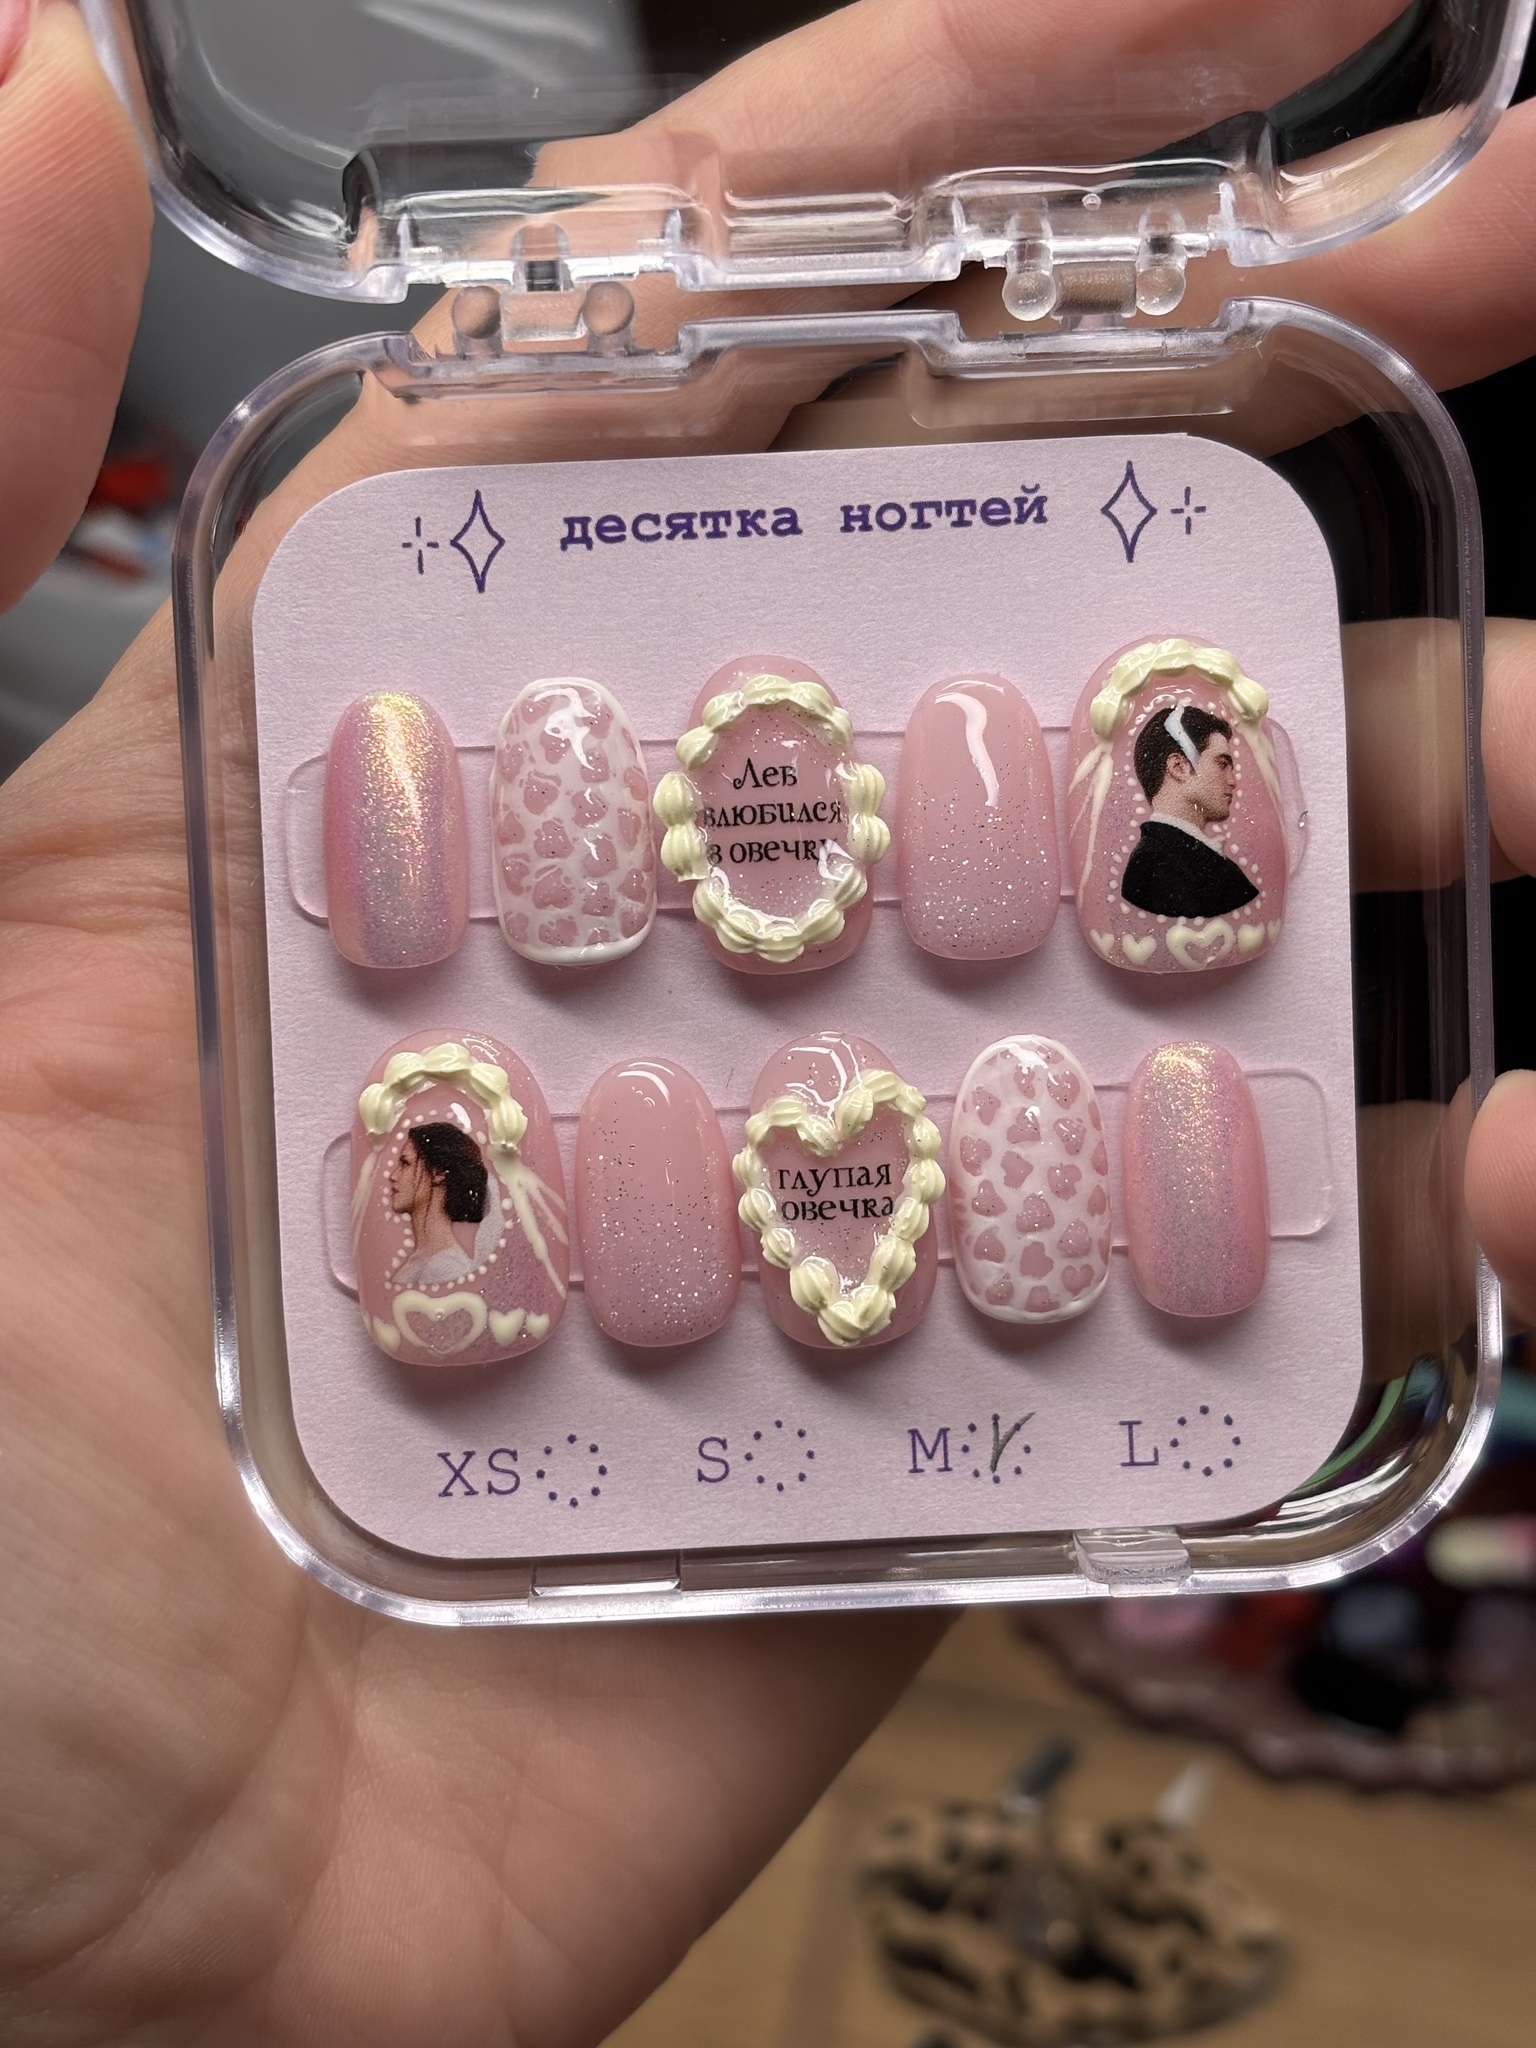 десятка ногтей
Лев
влюбился
в овечку
глупая
овечка
XS S M L